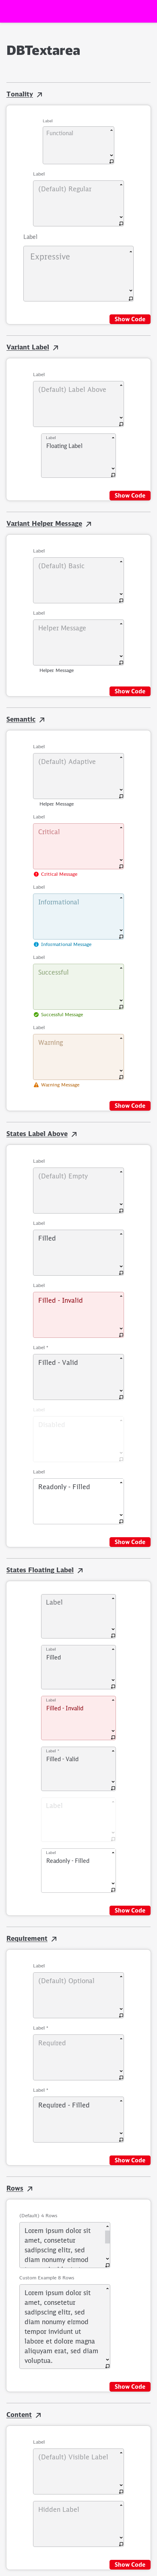 DBTextarea
Tonality
Label
Functional
Label
(Default) Regular
Label
Expressive
Show Code
Variant Label
Label
(Default) Label Above
Label
Floating Label
Show Code
Variant Helper Message
Label
(Default) Basic
Label
Helper Message
Helper Message
Show Code
Semantic
Label
(Default) Adaptive
Helper Message
Label
Critical
Critical Message
Label
Informational
Informational Message
Label
Successful
Successful Message
Label
Warning
Warning Message
Show Code
States Label Above
Label
(Default) Empty
Label
Filled
Label
Filled - Invalid
Label *
Filled - Valid
Label
Disabled
Label
Readonly - Filled
Show Code
States Floating Label
Label
Label
Filled
Label
Filled - Invalid
Label *
Filled - Valid
Label
Label
Readonly - Filled
Show Code
Requirement
Label
(Default) Optional
Label *
Required
Label *
Required - Filled
Show Code
Rows
(Default) 4 Rows
Lorem ipsum dolor sit
amet, consetetur
sadipscing elitr, sed
diam nonumy eirmod
Custom Example 8 Rows
Lorem ipsum dolor sit
amet, consetetur
sadipscing elitr, sed
diam nonumy eirmod
tempor invidunt ut
labore et dolore magna
aliquyam erat, sed diam
voluptua.
Show Code
Content
Label
(Default) Visible Label
Hidden Label
Show Code